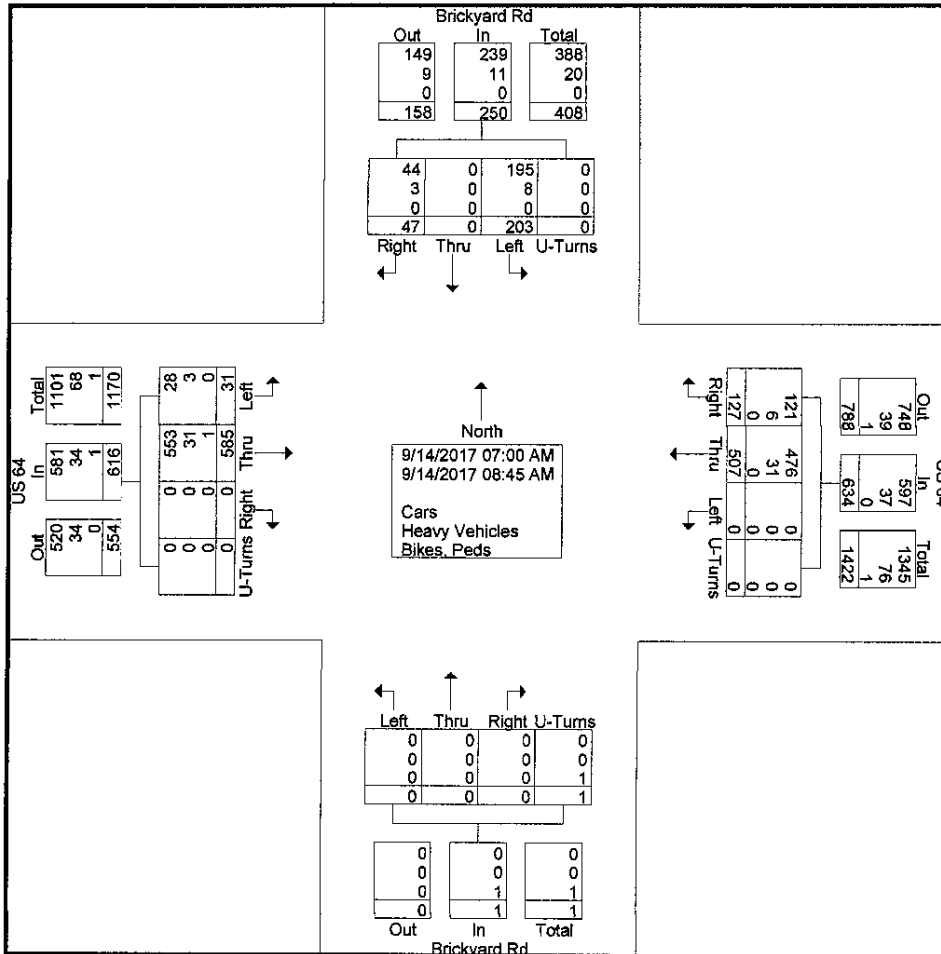 Brickyard Rd
Out In Total
149 239 388
9 11 20
0 0 0
158 250 408
44 0 195 0
3 0 8 0
0 0 0 0
47 0 203 0
Right Thru Left U-Turns
US 64
Total In Out
1101 581 520
68 34 34
1 1 0
1170 616 554
28 553 0 0
3 31 0 0
0 1 0 0
31 585 0 0
Left Thru Right U-Turns
North
9/14/2017 07:00 AM
9/14/2017 08:45 AM
Cars
Heavy Vehicles
Bikes, Peds
Right Thru Left U-Turns
121 476 0 0
6 31 0 0
0 0 0 0
127 507 0 0
Out In Total
748 597 1345
39 37 76
1 0 1
788 634 1422
Left Thru Right U-Turns
0 0 0 0
0 0 0 0
0 0 0 1
0 0 0 1
0 0 0
0 0 0
0 1 1
0 1 1
Out In Total
Brickyard Rd